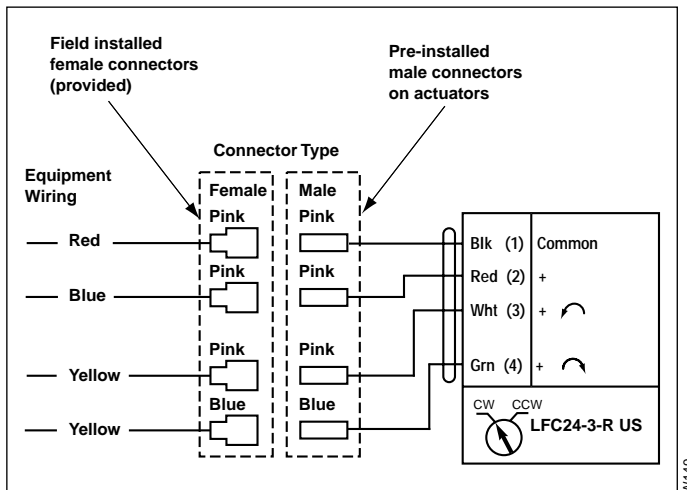 Field installed
female connectors
(provided)
Pre-installed
male connectors
on actuators
Connector Type
Equipment
Wiring
Female
Male
Pink
Pink
Red
Blk (1) Common
Pink
Pink
Red (2) +
Blue
Wht (3) +
Pink
Pink
Yellow
Grn (4) +
Blue
Blue
Yellow
CW CCW
LFC24-3-R US